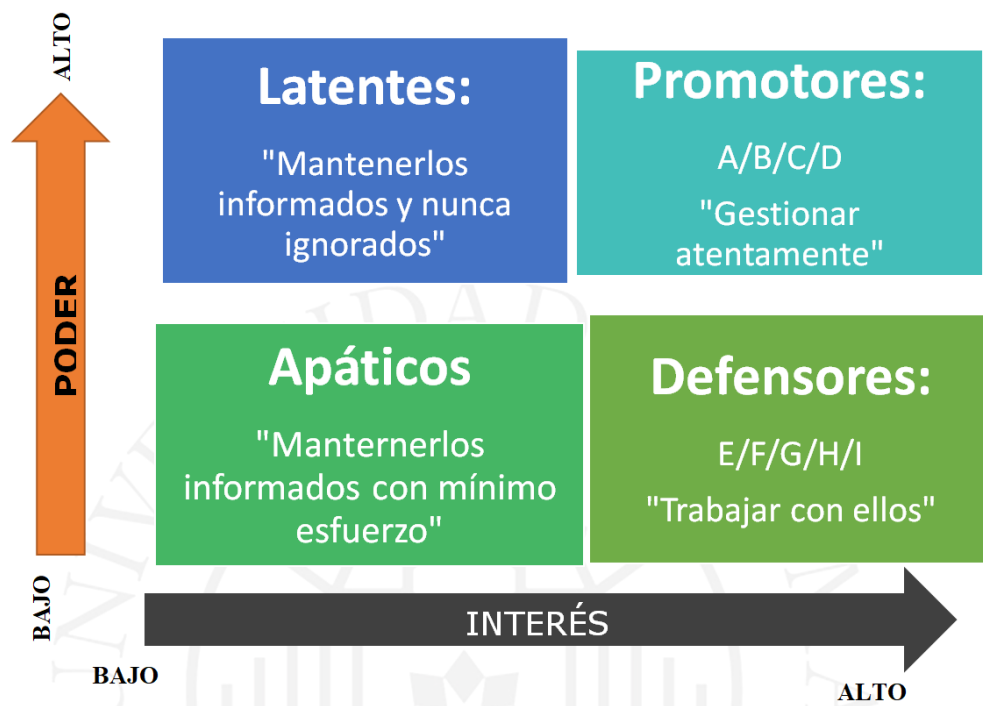 ALTO
PODER
BAJO
Latentes:
"Mantenerlos
informados y nunca
ignorados"
Promotores:
A/B/C/D
"Gestionar
atentamente"
Apáticos
"Manternerlos
informados con mínimo
esfuerzo"
Defensores:
E/F/G/H/I
"Trabajar con ellos"
INTERÉS
BAJO
ALTO